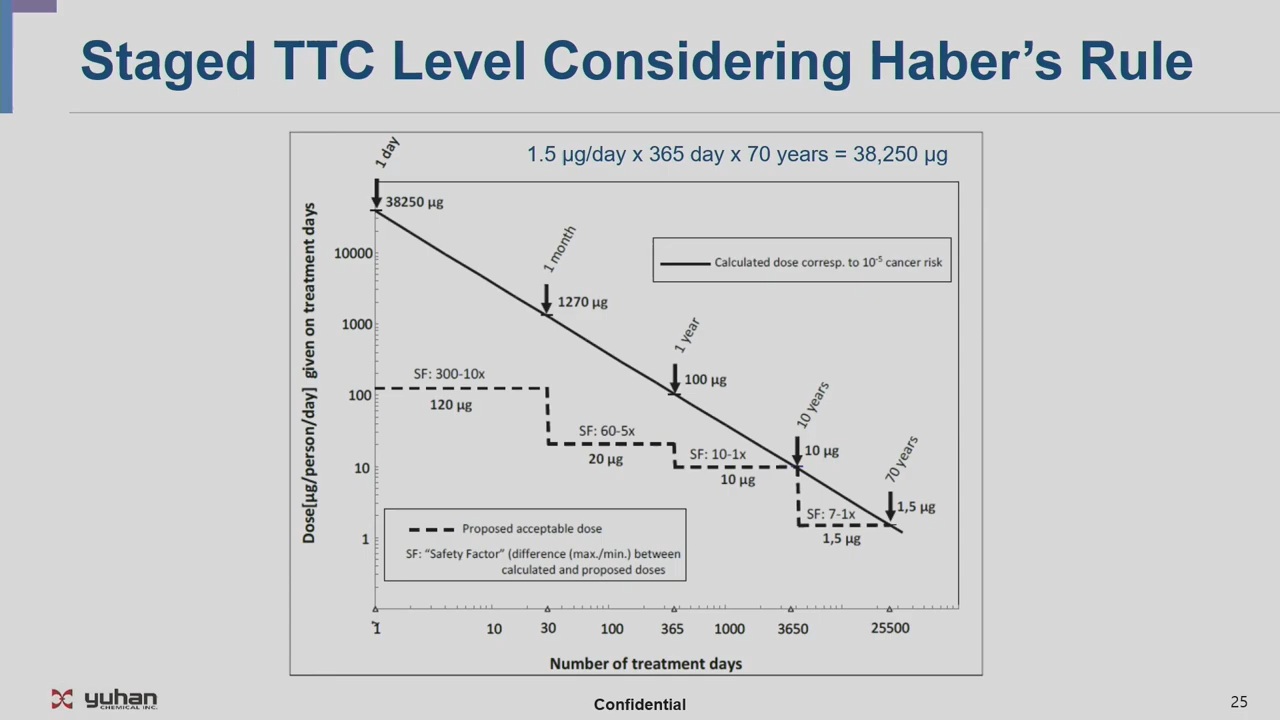 Staged TTC Level Considering Haber's Rule
1.5 µg/day x 365 day x 70 years = 38,250 µg
1 day
38250 µg
1 month
1270 µg
Calculated dose corresp. to 10⁻⁵ cancer risk
1 year
100 µg
10 years
10 µg
70 years
1,5 µg
SF: 300-10x
120 µg
SF: 60-5x
20 µg
SF: 10-1x
10 µg
SF: 7-1x
1,5 µg
Dose[µg/person/day] given on treatment days
10000
1000
100
10
1
Proposed acceptable dose
SF: “Safety Factor” (difference (max./min.) between
calculated and proposed doses
1 10 30 100 365 1000 3650 25500
Number of treatment days
yuhan
CHEMICAL INC.
Confidential
25